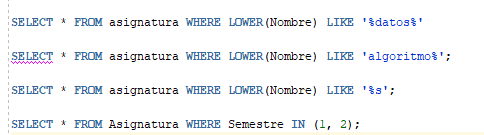 SELECT * FROM asignatura WHERE LOWER(Nombre) LIKE '%datos%'
SELECT * FROM asignatura WHERE LOWER(Nombre) LIKE 'algoritmo%';
SELECT * FROM asignatura WHERE LOWER(Nombre) LIKE '%s';
SELECT * FROM Asignatura WHERE Semestre IN (1, 2);